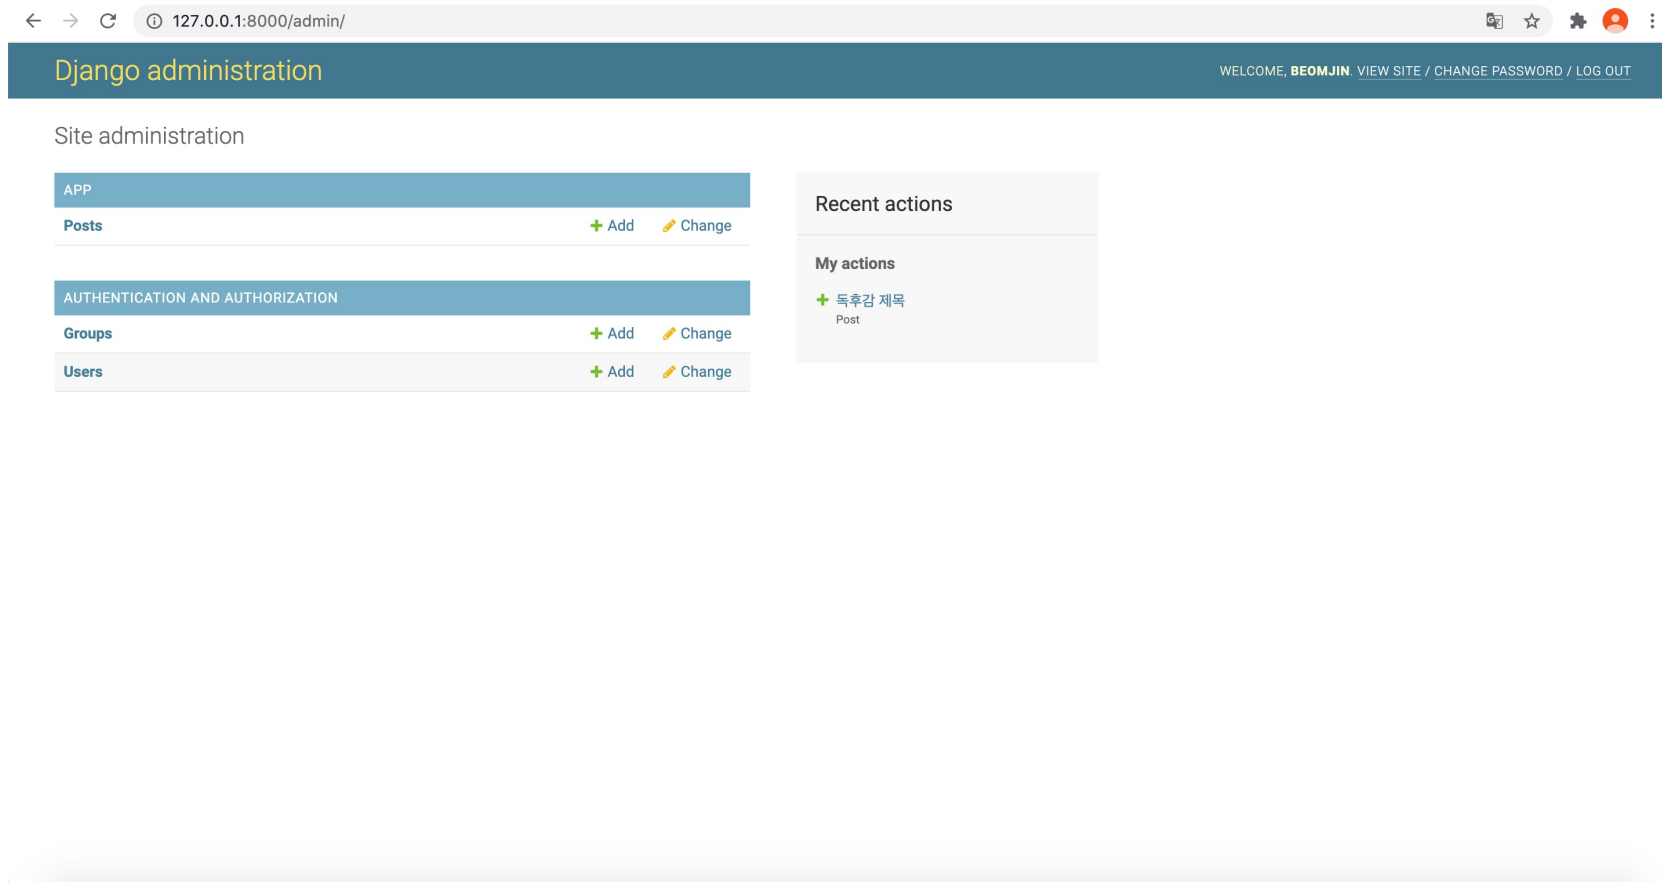 127.0.0.1:8000/admin/
Django administration
WELCOME, BEOMJIN. VIEW SITE / CHANGE PASSWORD / LOG OUT
Site administration
APP
Posts Add Change
AUTHENTICATION AND AUTHORIZATION
Groups Add Change
Users Add Change
Recent actions
My actions
독후감 제목
Post